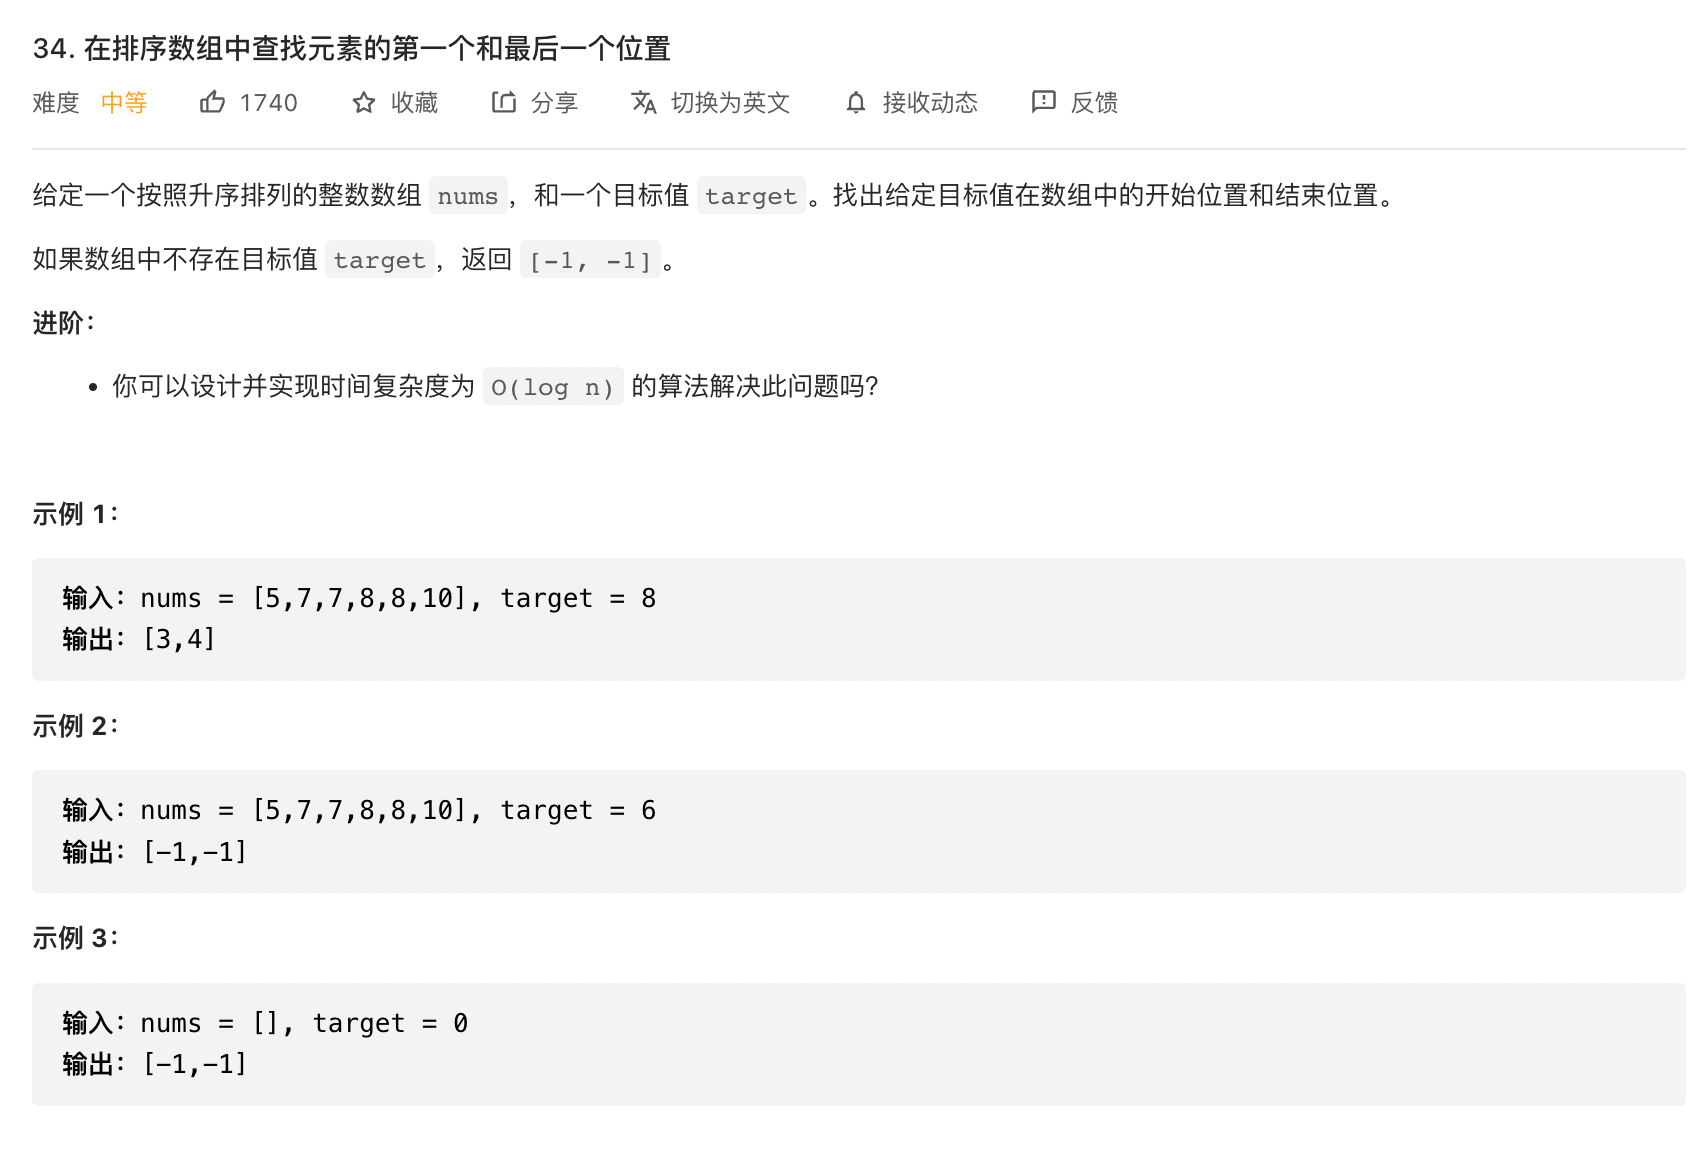 34. 在排序数组中查找元素的第一个和最后一个位置
难度 中等 1740 收藏 分享 切换为英文 接收动态 反馈
给定一个按照升序排列的整数数组 nums，和一个目标值 target。找出给定目标值在数组中的开始位置和结束位置。
如果数组中不存在目标值 target，返回 [-1, -1]。
进阶：
• 你可以设计并实现时间复杂度为 O(log n) 的算法解决此问题吗？
示例 1：
输入：nums = [5,7,7,8,8,10], target = 8
输出：[3,4]
示例 2：
输入：nums = [5,7,7,8,8,10], target = 6
输出：[-1,-1]
示例 3：
输入：nums = [], target = 0
输出：[-1,-1]